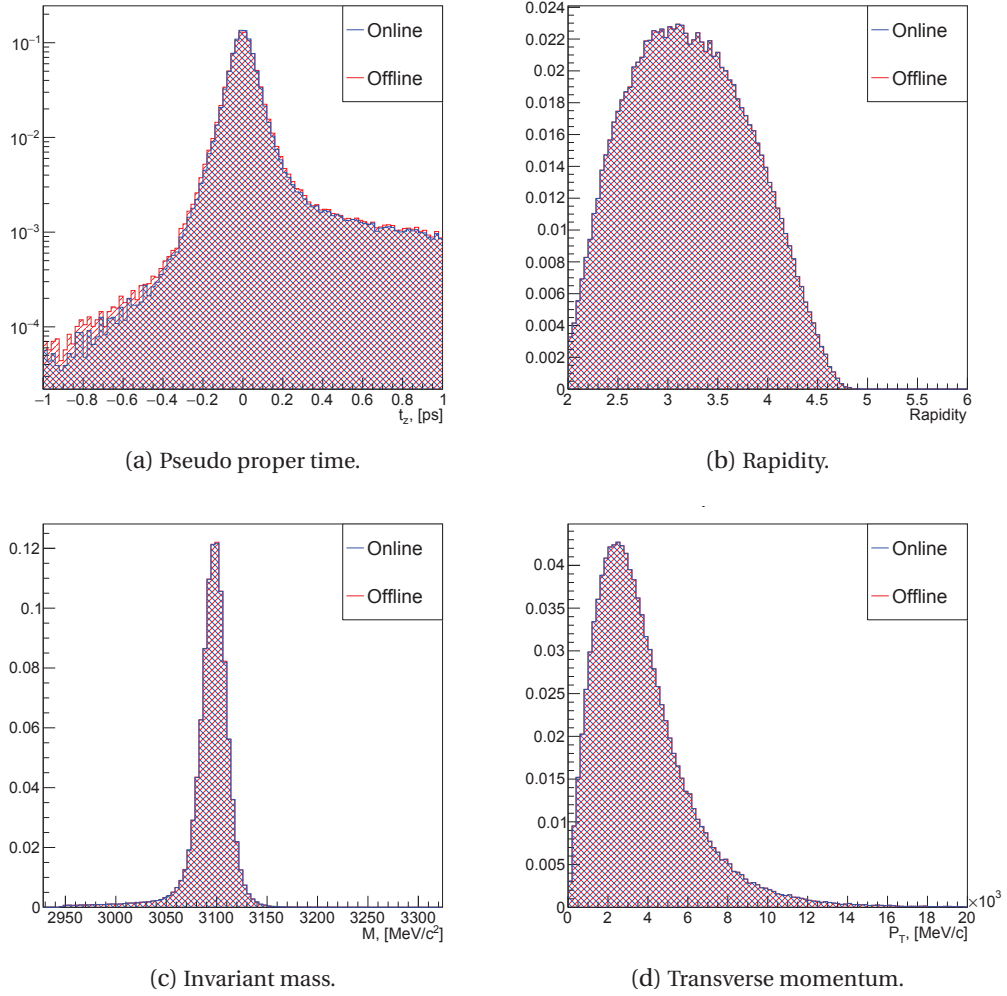 Online
Offline
10⁻¹
10⁻²
10⁻³
10⁻⁴
−1 −0.8 −0.6 −0.4 −0.2 0 0.2 0.4 0.6 0.8 1
t_z, [ps]
(a) Pseudo proper time.
Online
Offline
0.024
0.022
0.02
0.018
0.016
0.014
0.012
0.01
0.008
0.006
0.004
0.002
0
2 2.5 3 3.5 4 4.5 5 5.5 6
Rapidity
(b) Rapidity.
Online
Offline
0.12
0.1
0.08
0.06
0.04
0.02
0
2950 3000 3050 3100 3150 3200 3250 3300
M, [MeV/c²]
(c) Invariant mass.
Online
Offline
0.04
0.035
0.03
0.025
0.02
0.015
0.01
0.005
0
0 2 4 6 8 10 12 14 16 18 20
×10³
P_T, [MeV/c]
(d) Transverse momentum.